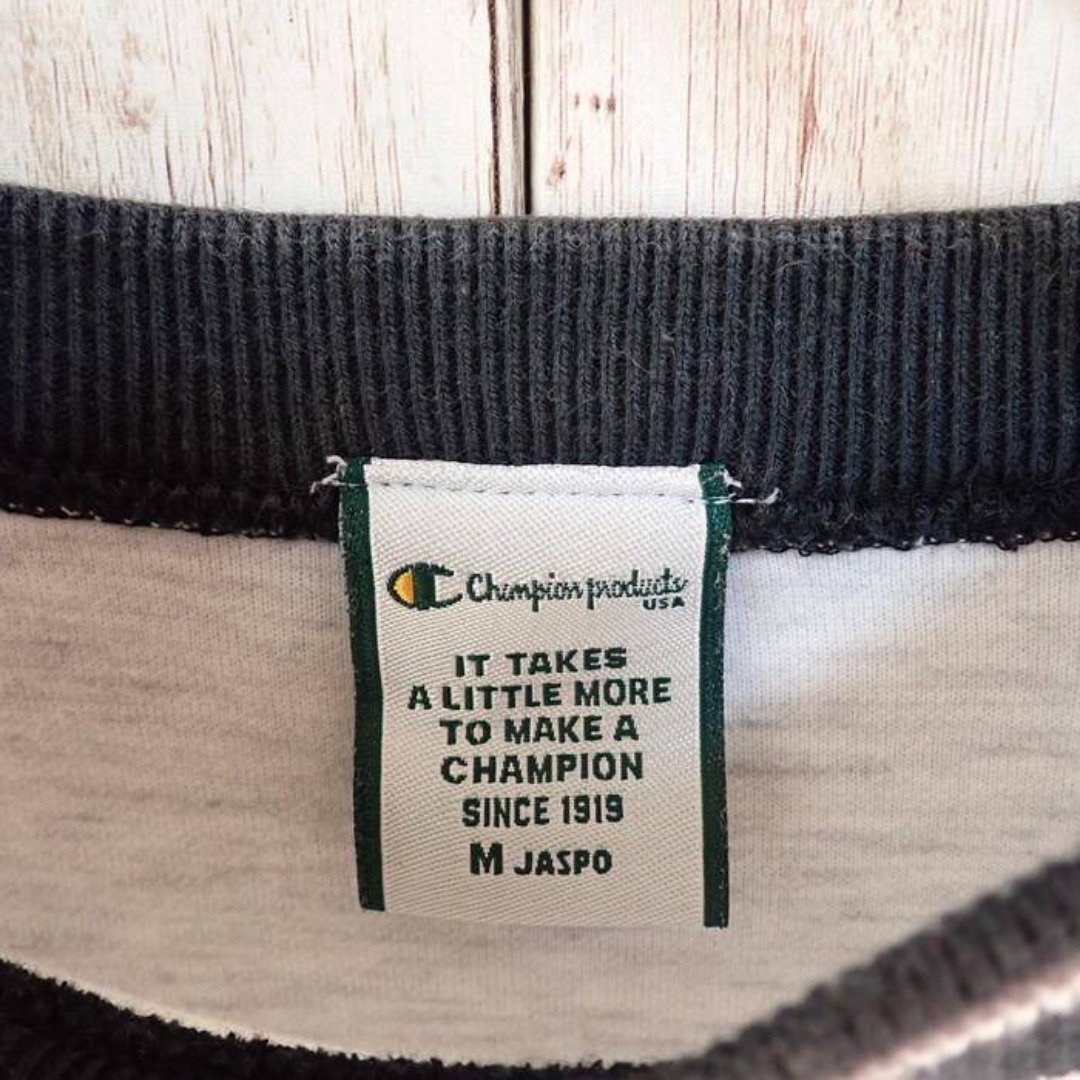 Champion products
USA
IT TAKES
A LITTLE MORE
TO MAKE A
CHAMPION
SINCE 1919
M JASPO